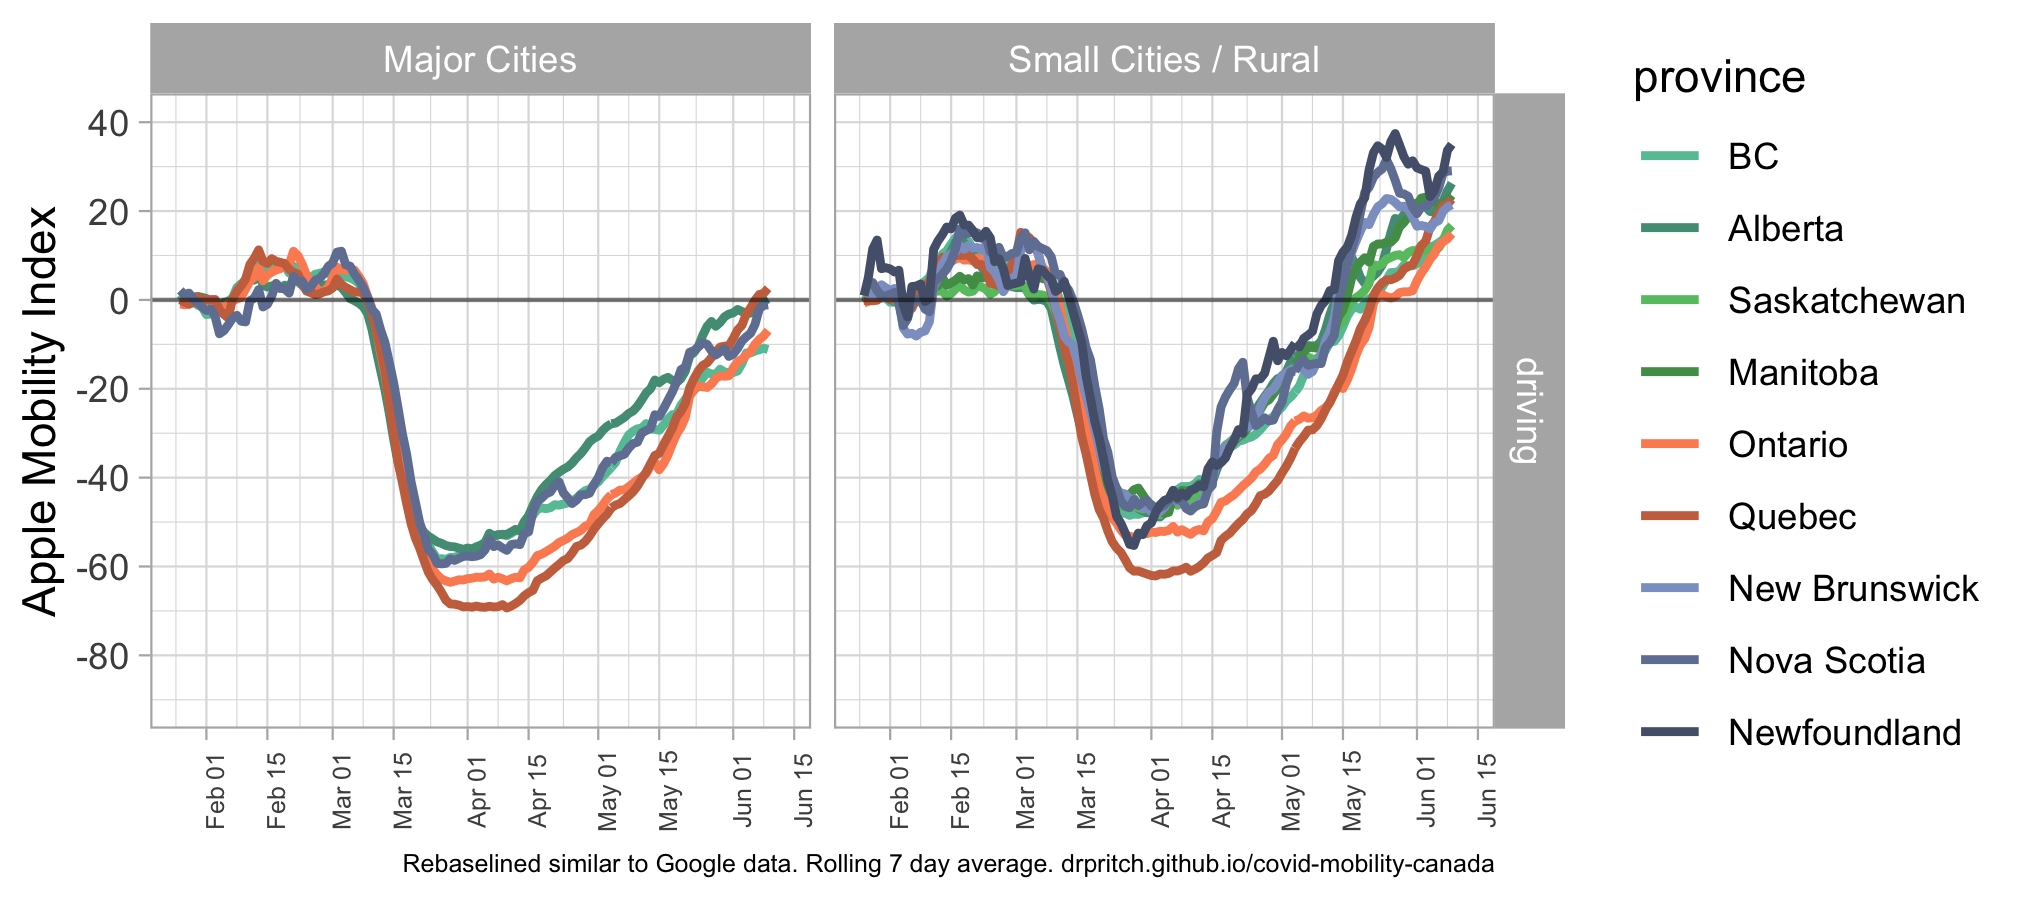 Major Cities
Small Cities / Rural
province
40
20
0
-20
-40
-60
-80
Apple Mobility Index
driving
BC
Alberta
Saskatchewan
Manitoba
Ontario
Quebec
New Brunswick
Nova Scotia
Newfoundland
Feb 01
Feb 15
Mar 01
Mar 15
Apr 01
Apr 15
May 01
May 15
Jun 01
Jun 15
Feb 01
Feb 15
Mar 01
Mar 15
Apr 01
Apr 15
May 01
May 15
Jun 01
Jun 15
Rebaselined similar to Google data. Rolling 7 day average. drpritch.github.io/covid-mobility-canada